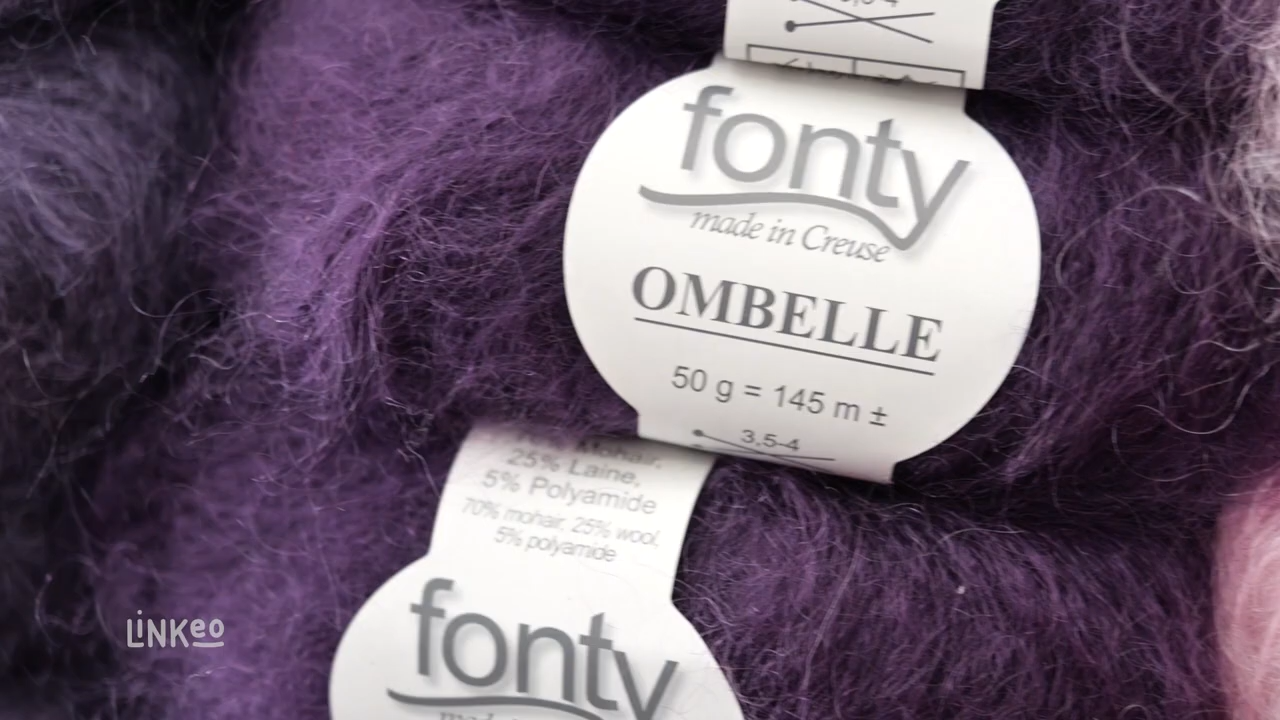 fonty
made in Creuse
OMBELLE
50 g = 145 m ±
3,5-4
Mohair,
25% Laine,
5% Polyamide
70% mohair, 25% wool,
5% polyamide
fonty
LINKeo